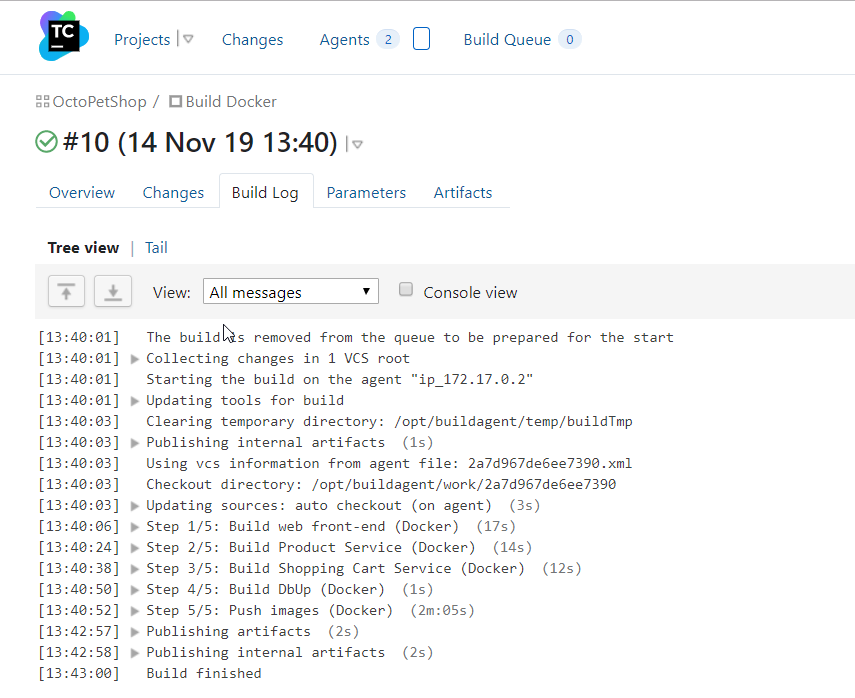 TC
Projects
Changes
Agents 2
Build Queue 0
OctoPetShop / Build Docker
#10 (14 Nov 19 13:40)
Overview
Changes
Build Log
Parameters
Artifacts
Tree view | Tail
View: All messages
Console view
[13:40:01] The build is removed from the queue to be prepared for the start
[13:40:01] Collecting changes in 1 VCS root
[13:40:01] Starting the build on the agent "ip_172.17.0.2"
[13:40:01] Updating tools for build
[13:40:03] Clearing temporary directory: /opt/buildagent/temp/buildTmp
[13:40:03] Publishing internal artifacts (1s)
[13:40:03] Using vcs information from agent file: 2a7d967de6ee7390.xml
[13:40:03] Checkout directory: /opt/buildagent/work/2a7d967de6ee7390
[13:40:03] Updating sources: auto checkout (on agent) (3s)
[13:40:06] Step 1/5: Build web front-end (Docker) (17s)
[13:40:24] Step 2/5: Build Product Service (Docker) (14s)
[13:40:38] Step 3/5: Build Shopping Cart Service (Docker) (12s)
[13:40:50] Step 4/5: Build DbUp (Docker) (1s)
[13:40:52] Step 5/5: Push images (Docker) (2m:05s)
[13:42:57] Publishing artifacts (2s)
[13:42:58] Publishing internal artifacts (2s)
[13:43:00] Build finished